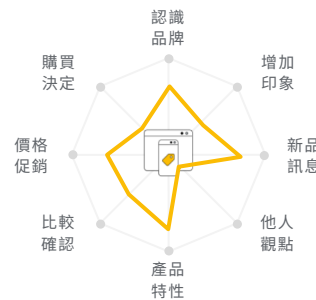 認識
品牌
增加
印象
新品
訊息
他人
觀點
產品
特性
比較
確認
價格
促銷
購買
決定